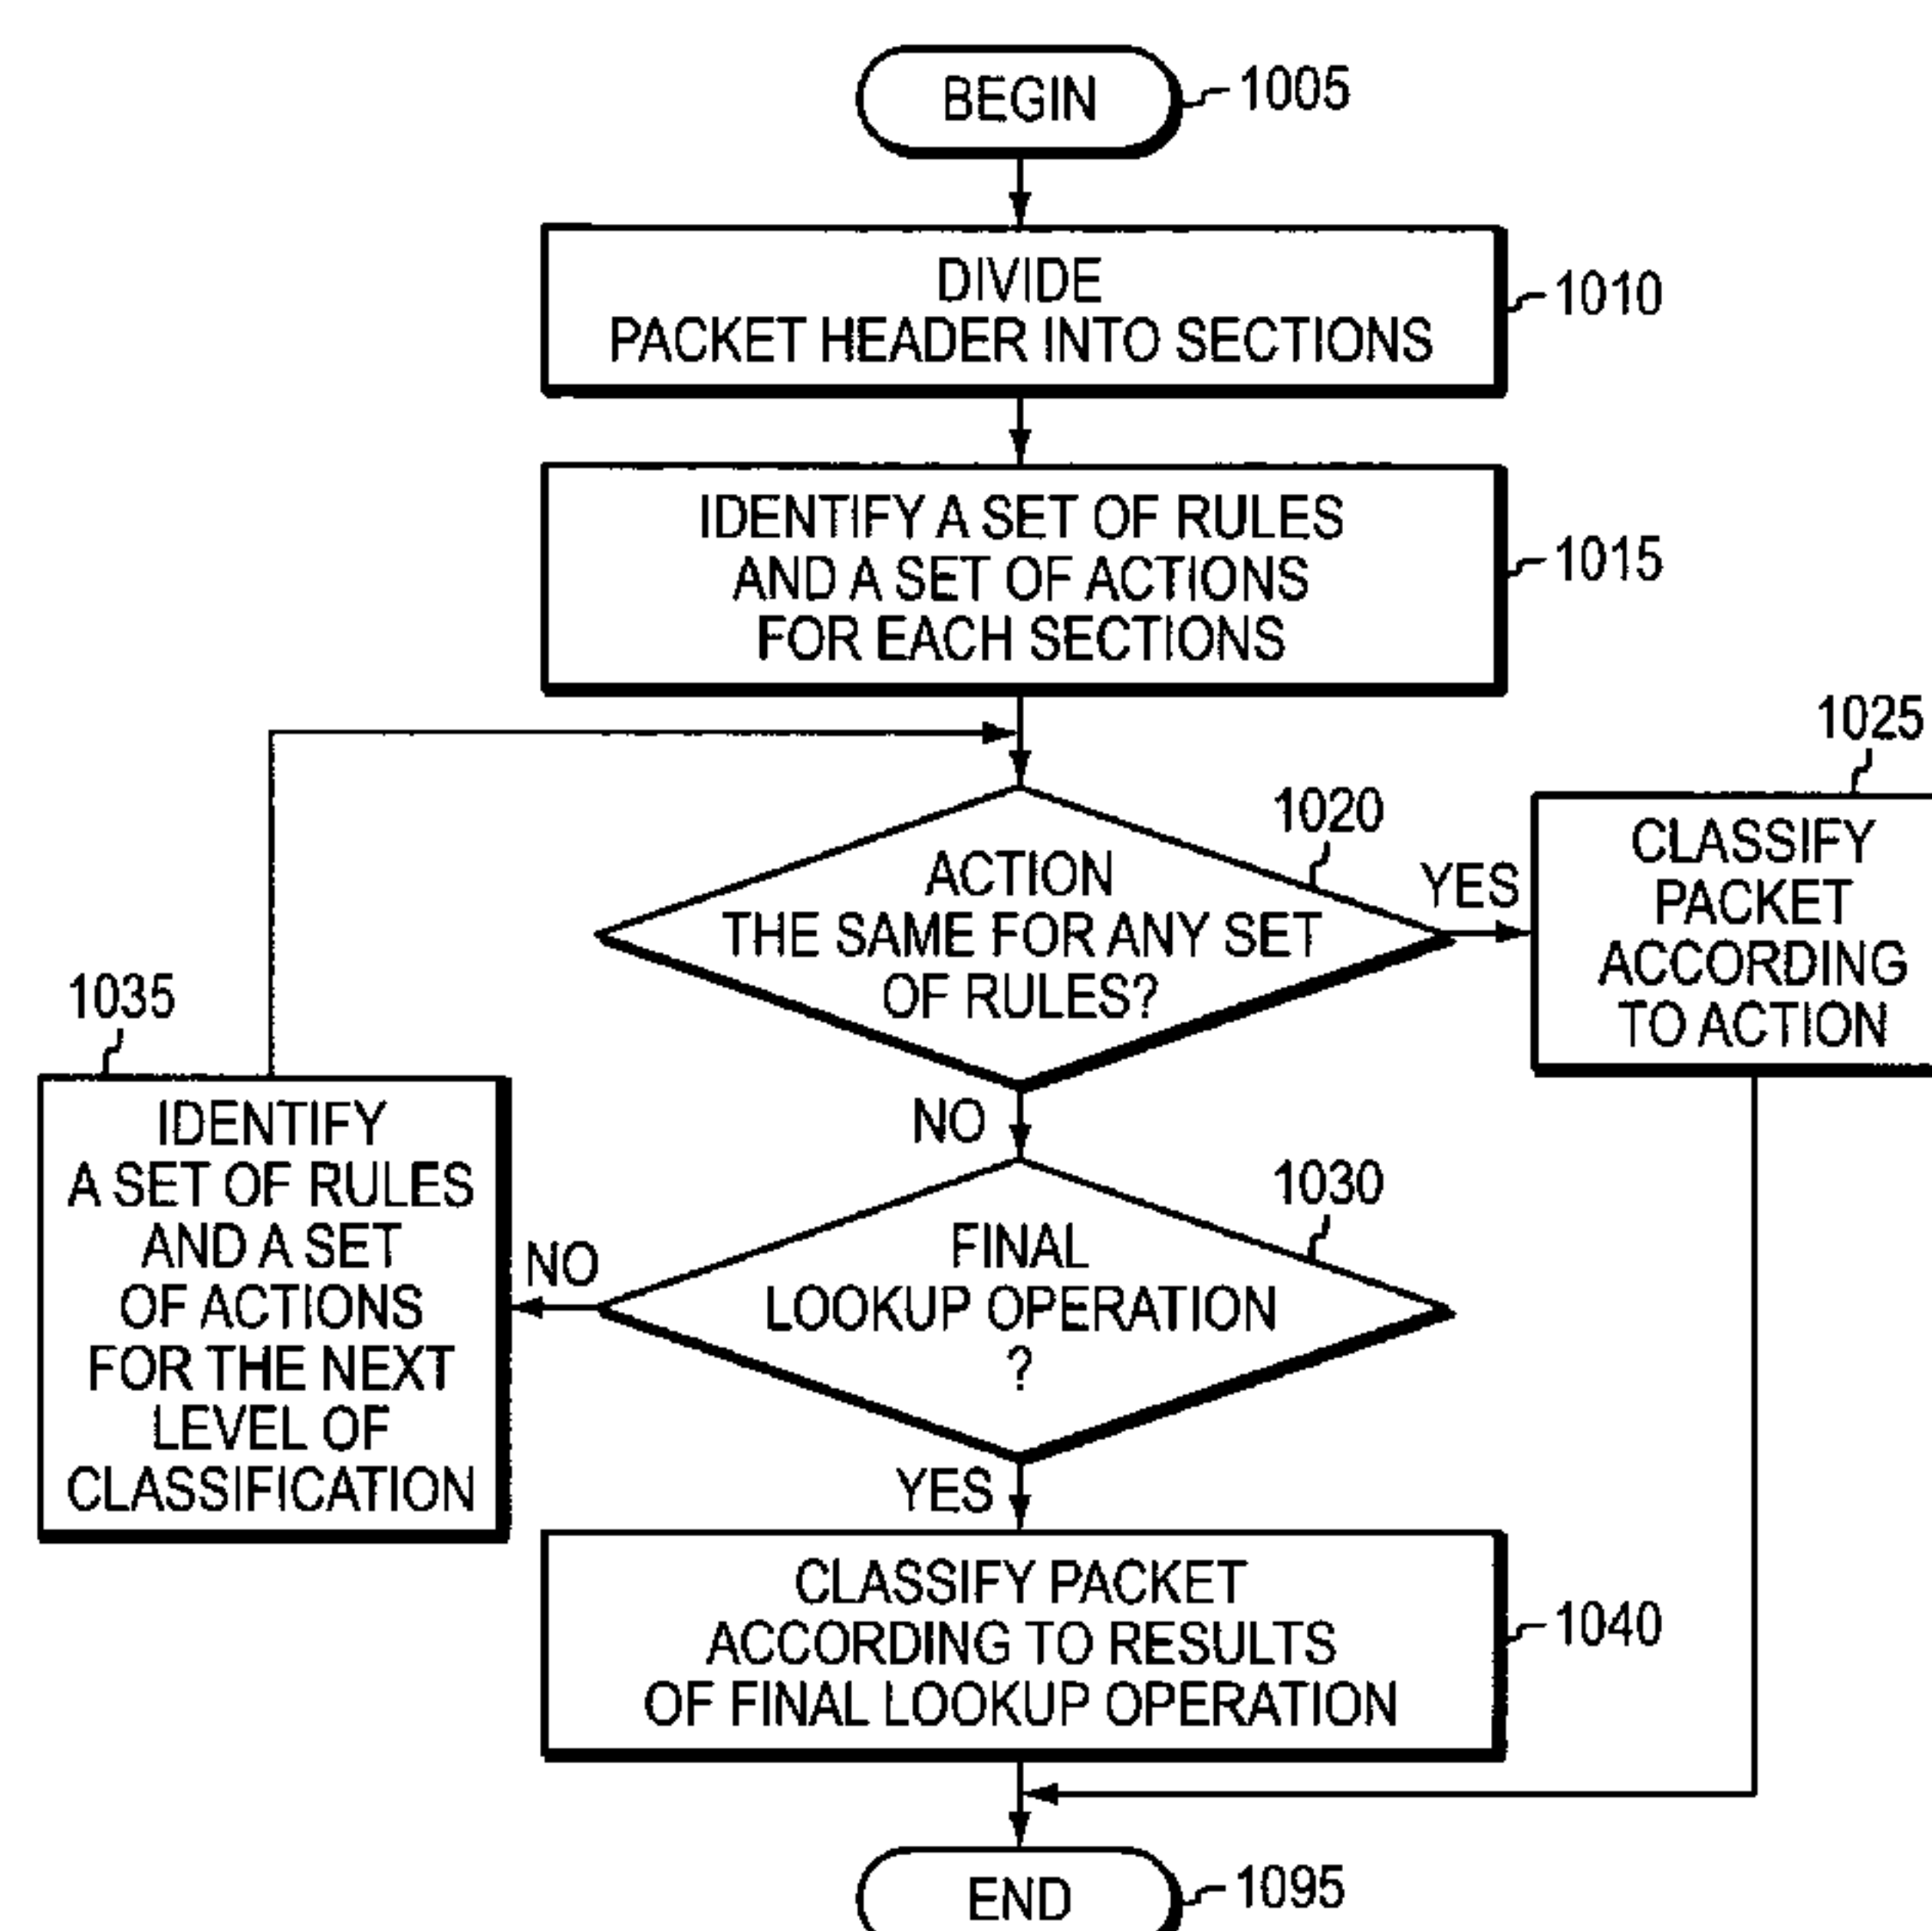 BEGIN
1005
DIVIDE
PACKET HEADER INTO SECTIONS
1010
IDENTIFY A SET OF RULES
AND A SET OF ACTIONS
FOR EACH SECTIONS
1015
1020
ACTION
THE SAME FOR ANY SET
OF RULES?
YES
1025
CLASSIFY
PACKET
ACCORDING
TO ACTION
NO
1030
FINAL
LOOKUP OPERATION
?
NO
1035
IDENTIFY
A SET OF RULES
AND A SET
OF ACTIONS
FOR THE NEXT
LEVEL OF
CLASSIFICATION
YES
CLASSIFY PACKET
ACCORDING TO RESULTS
OF FINAL LOOKUP OPERATION
1040
END
1095